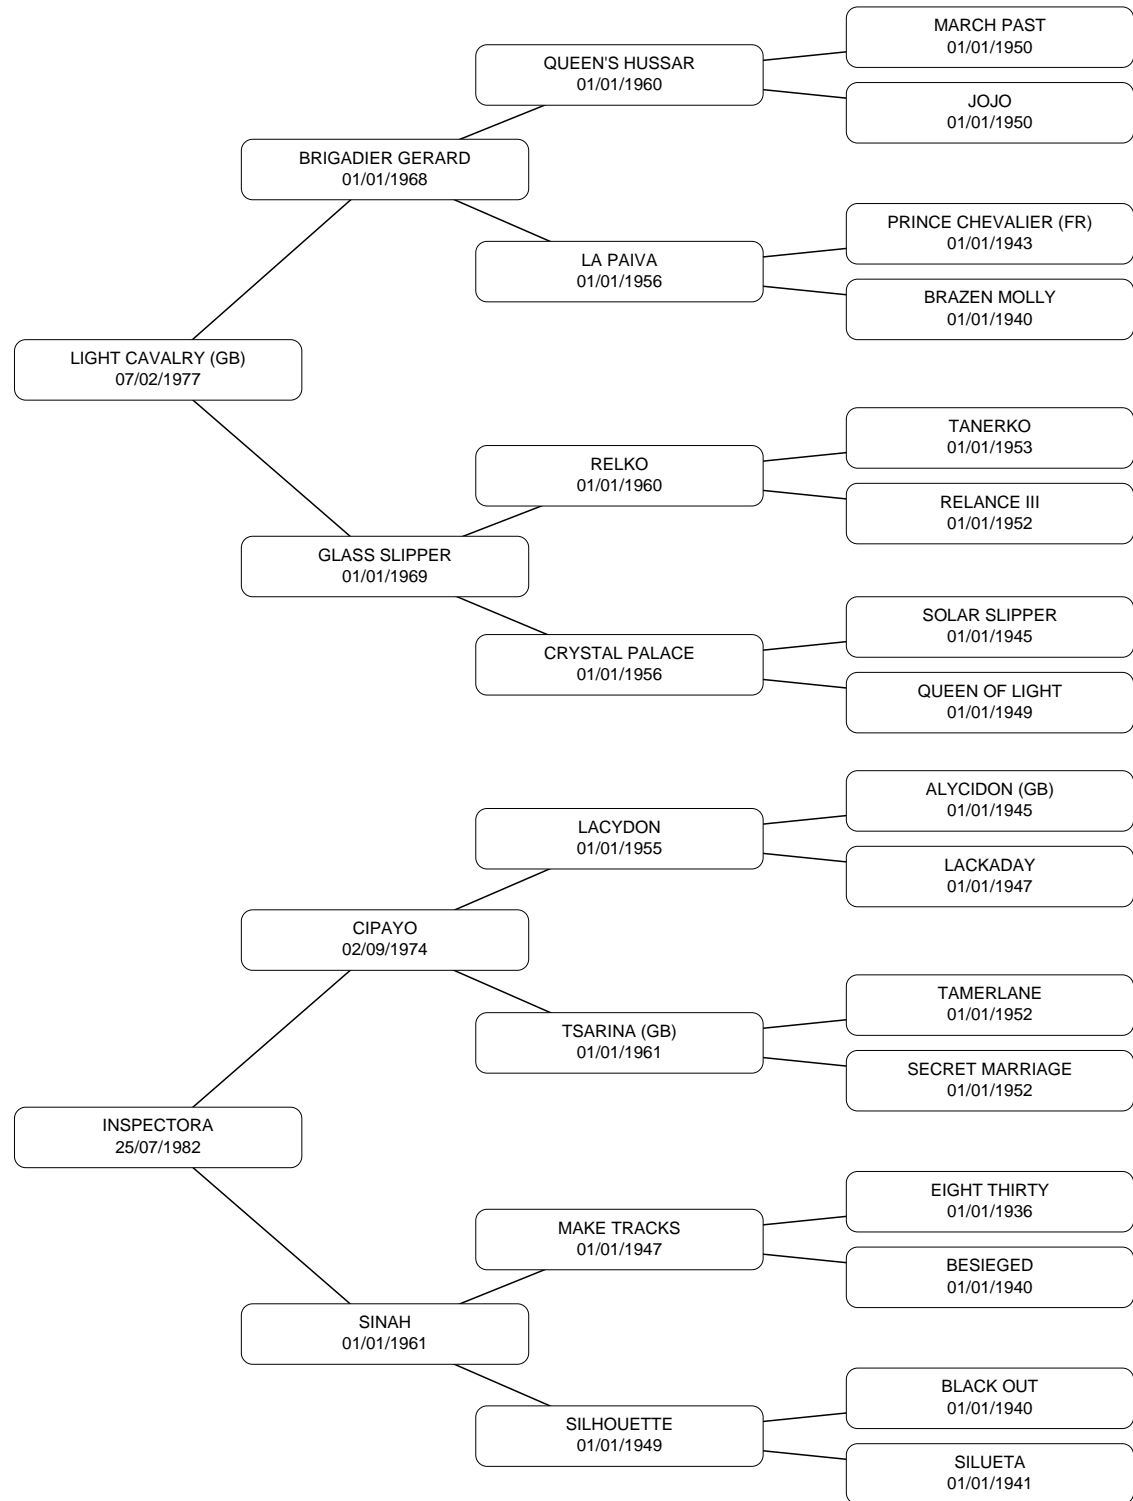 MARCH PAST
01/01/1950
QUEEN'S HUSSAR
01/01/1960
JOJO
01/01/1950
BRIGADIER GERARD
01/01/1968
PRINCE CHEVALIER (FR)
01/01/1943
LA PAIVA
01/01/1956
BRAZEN MOLLY
01/01/1940
LIGHT CAVALRY (GB)
07/02/1977
TANERKO
01/01/1953
RELKO
01/01/1960
RELANCE III
01/01/1952
GLASS SLIPPER
01/01/1969
SOLAR SLIPPER
01/01/1945
CRYSTAL PALACE
01/01/1956
QUEEN OF LIGHT
01/01/1949
ALYCIDON (GB)
01/01/1945
LACYDON
01/01/1955
LACKADAY
01/01/1947
CIPAYO
02/09/1974
TAMERLANE
01/01/1952
TSARINA (GB)
01/01/1961
SECRET MARRIAGE
01/01/1952
INSPECTORA
25/07/1982
EIGHT THIRTY
01/01/1936
MAKE TRACKS
01/01/1947
BESIEGED
01/01/1940
SINAH
01/01/1961
BLACK OUT
01/01/1940
SILHOUETTE
01/01/1949
SILUETA
01/01/1941